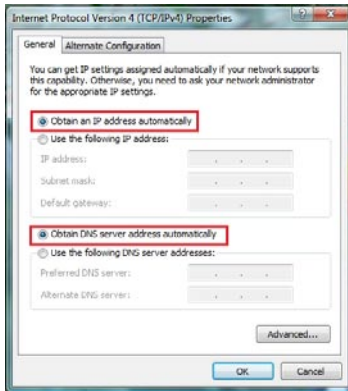 Internet Protocol Version 4 (TCP/IPv4) Properties
General
Alternate Configuration
You can get IP settings assigned automatically if your network supports
this capability. Otherwise, you need to ask your network administrator
for the appropriate IP settings.
Obtain an IP address automatically
Use the following IP address:
IP address:
Subnet mask:
Default gateway:
Obtain DNS server address automatically
Use the following DNS server addresses:
Preferred DNS server:
Alternate DNS server:
Advanced...
OK
Cancel